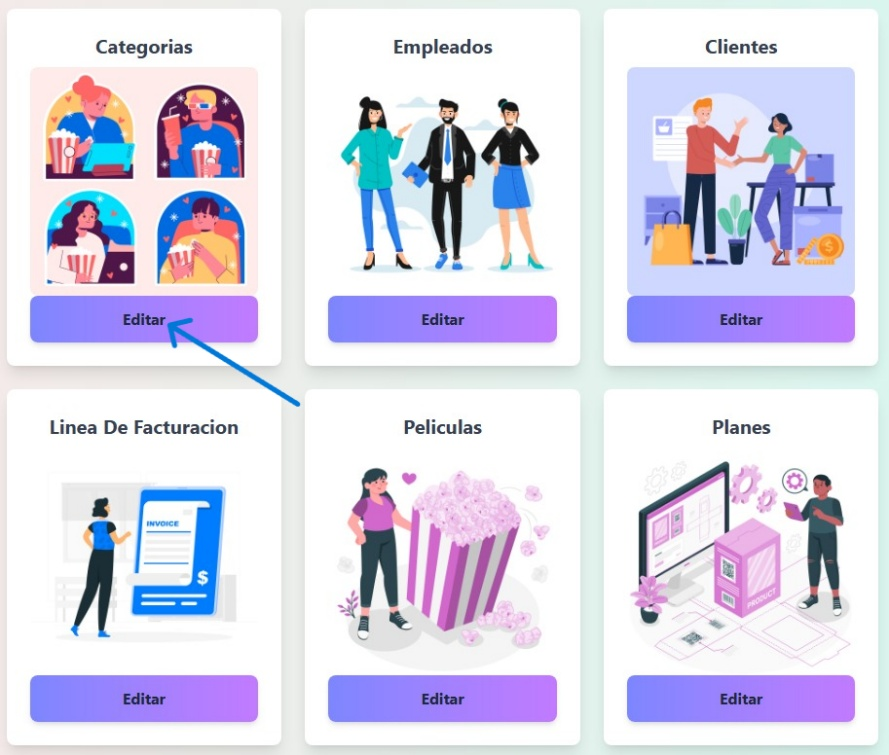 Categorias
Empleados
Clientes
Editar
Editar
Editar
Linea De Facturacion
Peliculas
Planes
INVOICE
$
PRODUCT
Editar
Editar
Editar